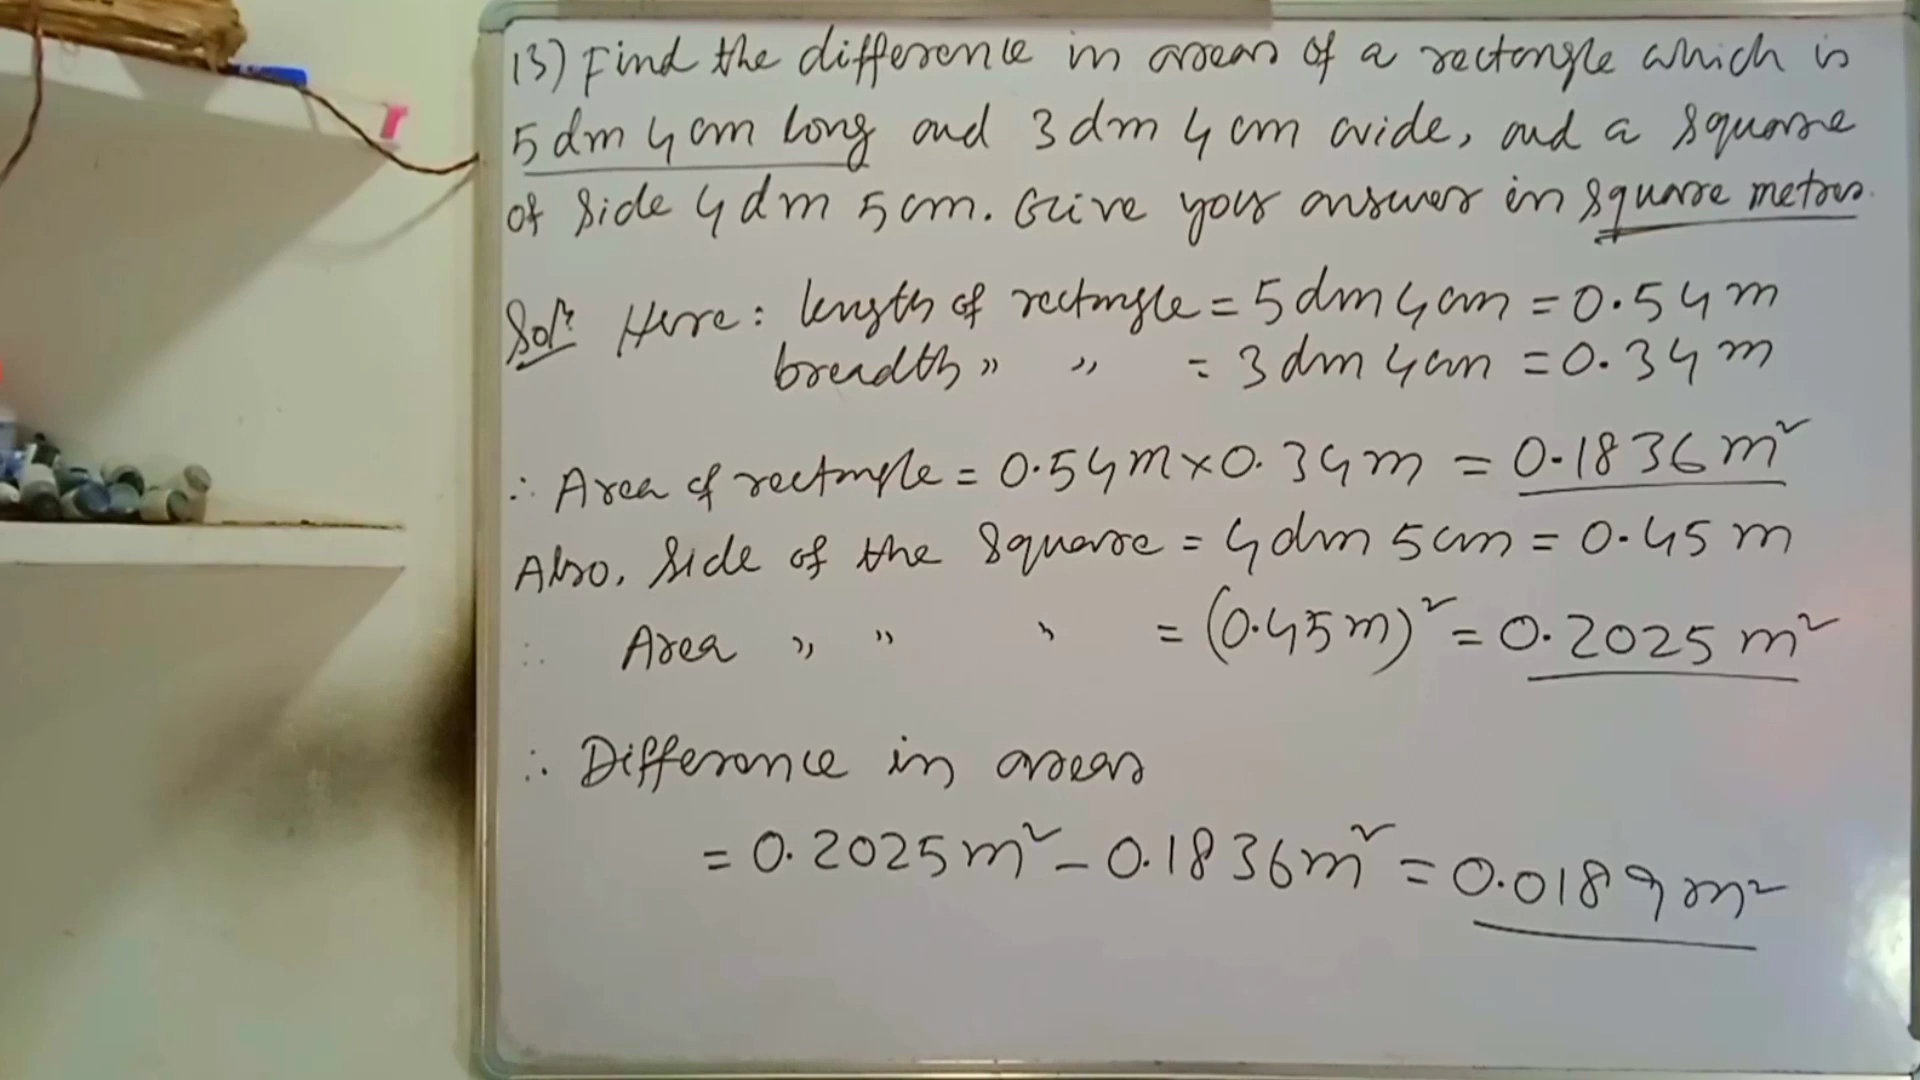 13) Find the difference in areas of a rectangle which is
5 dm 4 cm long and 3 dm 4 cm wide, and a square
of side 4 dm 5 cm. Give your answer in square metres.
Solⁿ. Here: length of rectangle = 5 dm 4 cm = 0.54 m
breadth " " = 3 dm 4 cm = 0.34 m
∴ Area of rectangle = 0.54 m × 0.34 m = 0.1836 m²
Also, side of the square = 4 dm 5 cm = 0.45 m
∴ Area " " " = (0.45 m)² = 0.2025 m²
∴ Difference in areas
= 0.2025 m² - 0.1836 m² = 0.0189 m²